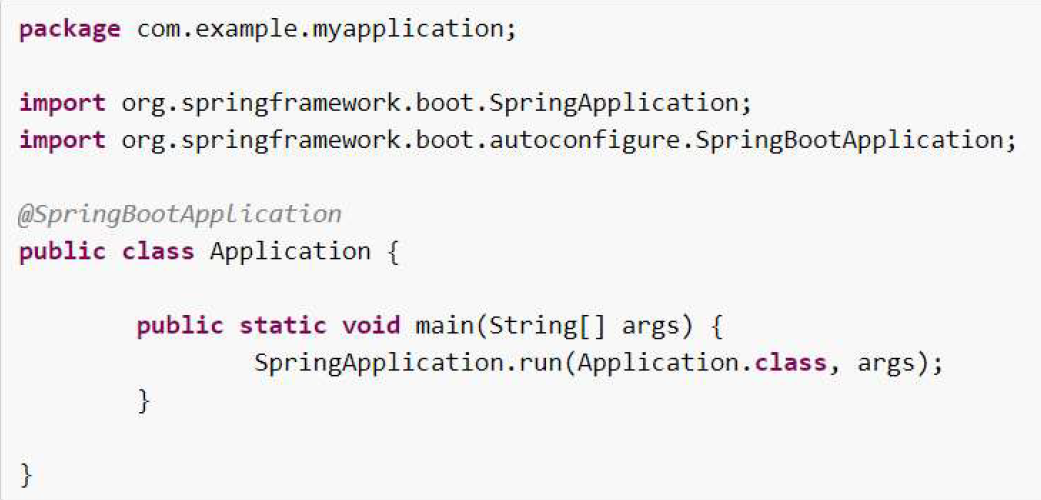 package com.example.myapplication;
import org.springframework.boot.SpringApplication;
import org.springframework.boot.autoconfigure.SpringBootApplication;
@SpringBootApplication
public class Application {
public static void main(String[] args) {
SpringApplication.run(Application.class, args);
}
}